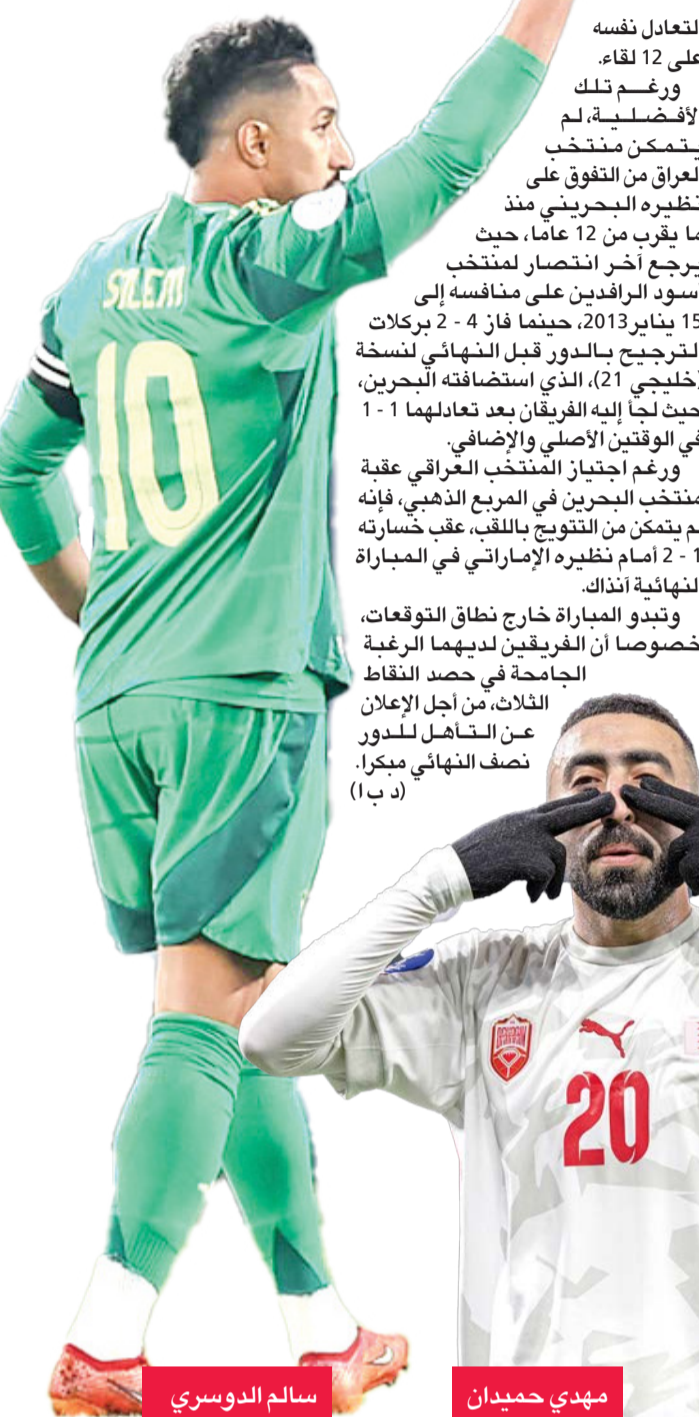 لتعادل نفسه
على 12 لقاء.
ورغم تلك
لأفضلية، لم
يتمكن منتخب
لعراق من التفوق على
نظيره البحريني منذ
ما يقرب من 12 عاما، حيث
يرجع آخر انتصار لمنتخب
أسود الرافدين على منافسه إلى
15 يناير2013، حينما فاز 4 - 2 بركلات
لترجيح بالدور قبل النهائي لنسخة
(خليجي 21)، الذي استضافته البحرين،
حيث لجأ إليه الفريقان بعد تعادلهما 1 - 1
في الوقتين الأصلي والإضافي.
ورغم اجتياز المنتخب العراقي عقبة
منتخب البحرين في المربع الذهبي، فإنه
لم يتمكن من التتويج باللقب، عقب خسارته
1 - 2 أمام نظيره الإماراتي في المباراة
لنهائية آنذاك.
وتبدو المباراة خارج نطاق التوقعات،
خصوصا أن الفريقين لديهما الرغبة
الجامحة في حصد النقاط
الثلاث، من أجل الإعلان
عن التأهل للدور
نصف النهائي مبكرا.
(د ب ا)
SALEM
10
20
سالم الدوسري
مهدي حميدان